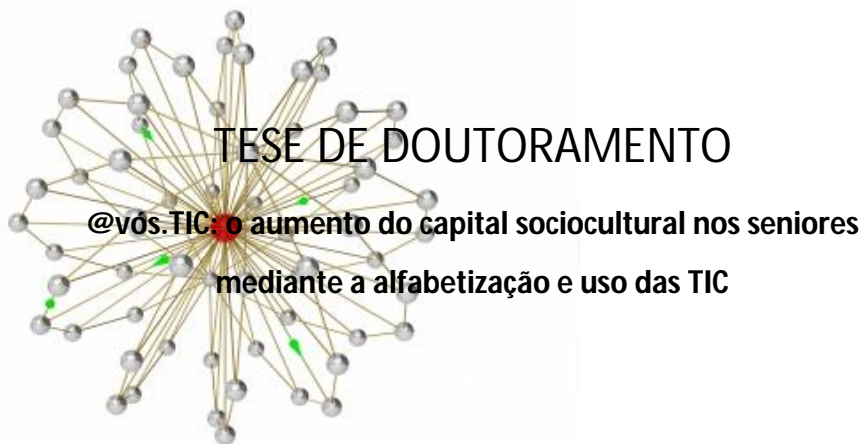 TESE DE DOUTORAMENTO
@vós.TIC: o aumento do capital sociocultural nos seniores
mediante a alfabetização e uso das TIC